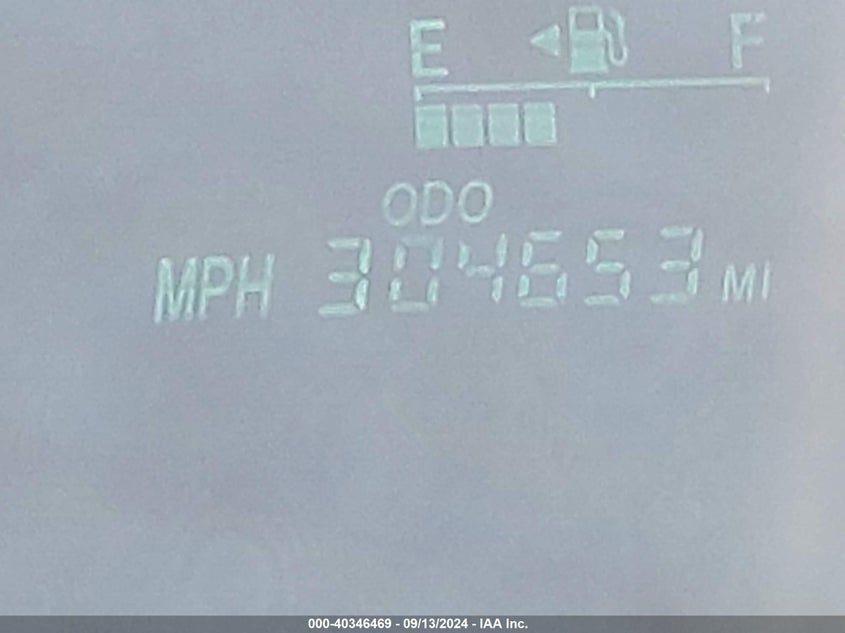 E F
ODO
MPH 304653 MI
000-40346469 - 09/13/2024 - IAA Inc.